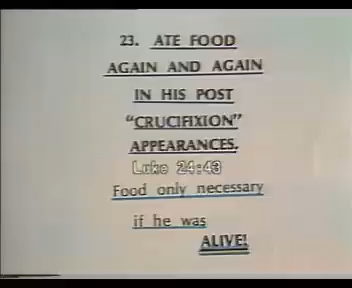 23. ATE FOOD
AGAIN AND AGAIN
IN HIS POST
"CRUCIFIXION"
APPEARANCES.
Luke 24:43
Food only necessary
if he was
ALIVE!